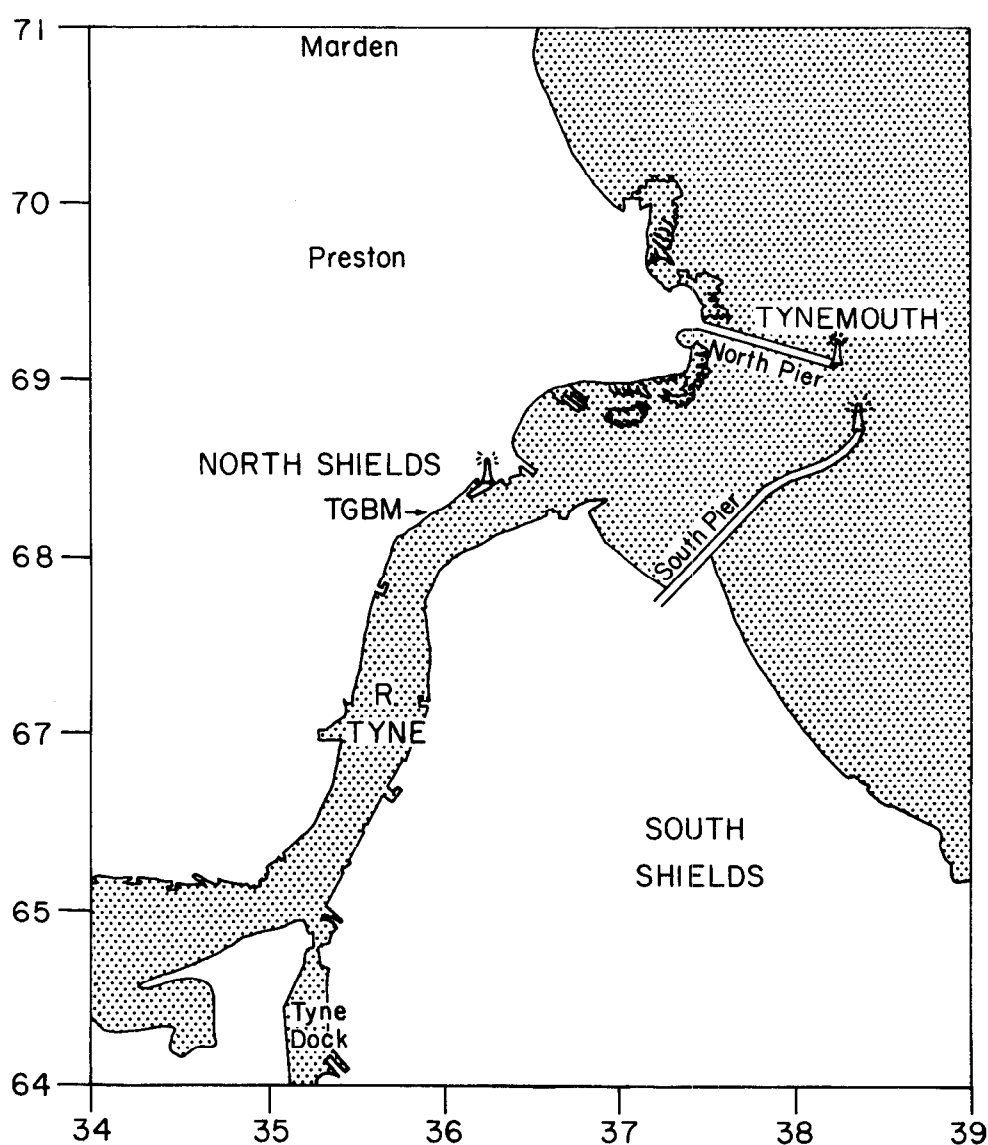 71
Marden
70
Preston
TYNEMOUTH
North Pier
69
NORTH SHIELDS
TGBM
South Pier
68
R
TYNE
67
SOUTH
SHIELDS
65
Tyne
Dock
64
34 35 36 37 38 39